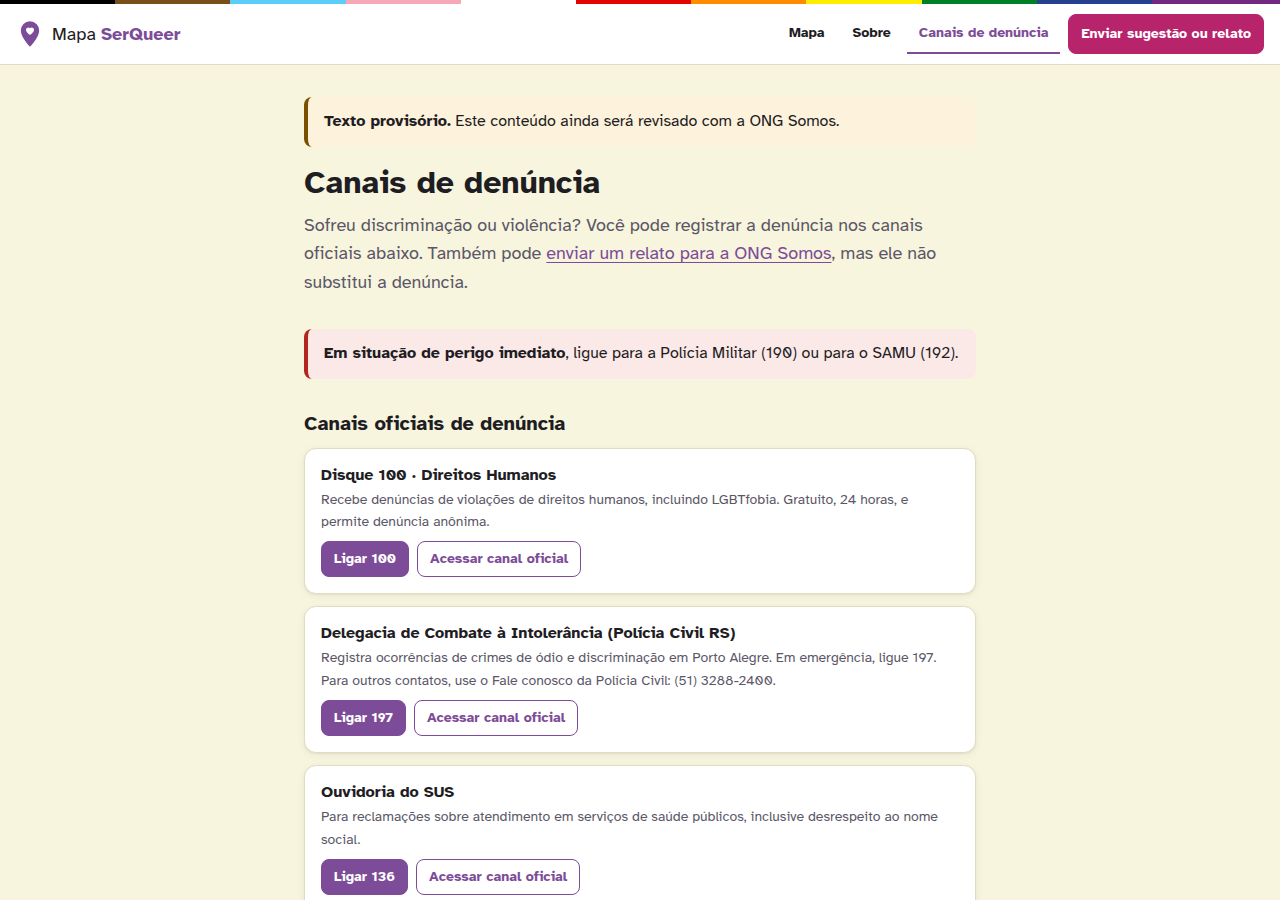 Mapa SerQueer
Mapa
Sobre
Canais de denúncia
Enviar sugestão ou relato
Texto provisório. Este conteúdo ainda será revisado com a ONG Somos.
Canais de denúncia
Sofreu discriminação ou violência? Você pode registrar a denúncia nos canais
oficiais abaixo. Também pode enviar um relato para a ONG Somos, mas ele não
substitui a denúncia.
Em situação de perigo imediato, ligue para a Polícia Militar (190) ou para o SAMU (192).
Canais oficiais de denúncia
Disque 100 · Direitos Humanos
Recebe denúncias de violações de direitos humanos, incluindo LGBTfobia. Gratuito, 24 horas, e
permite denúncia anônima.
Ligar 100
Acessar canal oficial
Delegacia de Combate à Intolerância (Polícia Civil RS)
Registra ocorrências de crimes de ódio e discriminação em Porto Alegre. Em emergência, ligue 197.
Para outros contatos, use o Fale conosco da Polícia Civil: (51) 3288-2400.
Ligar 197
Acessar canal oficial
Ouvidoria do SUS
Para reclamações sobre atendimento em serviços de saúde públicos, inclusive desrespeito ao nome
social.
Ligar 136
Acessar canal oficial